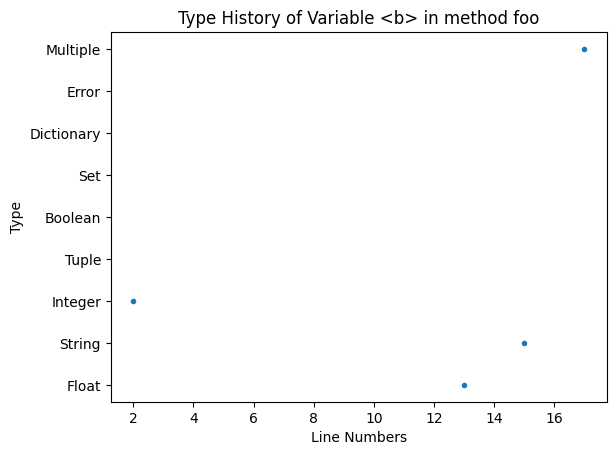 Type History of Variable <b> in method foo
Type
Multiple
Error
Dictionary
Set
Boolean
Tuple
Integer
String
Float
2 4 6 8 10 12 14 16
Line Numbers